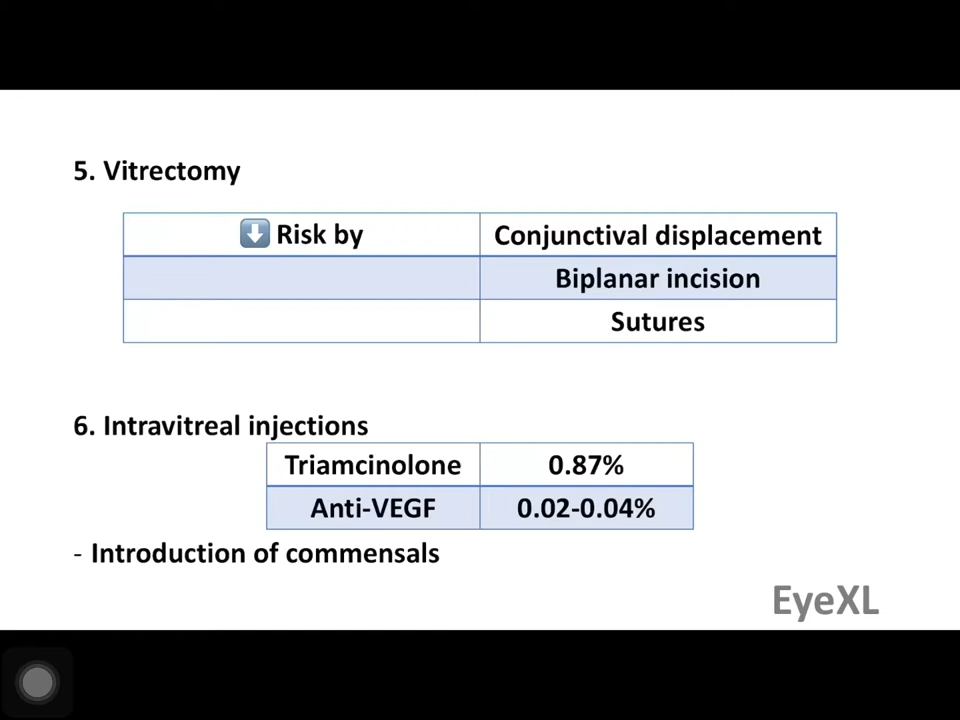 5. Vitrectomy
⬇ Risk by Conjunctival displacement
Biplanar incision
Sutures
6. Intravitreal injections
Triamcinolone 0.87%
Anti-VEGF 0.02-0.04%
- Introduction of commensals
EyeXL